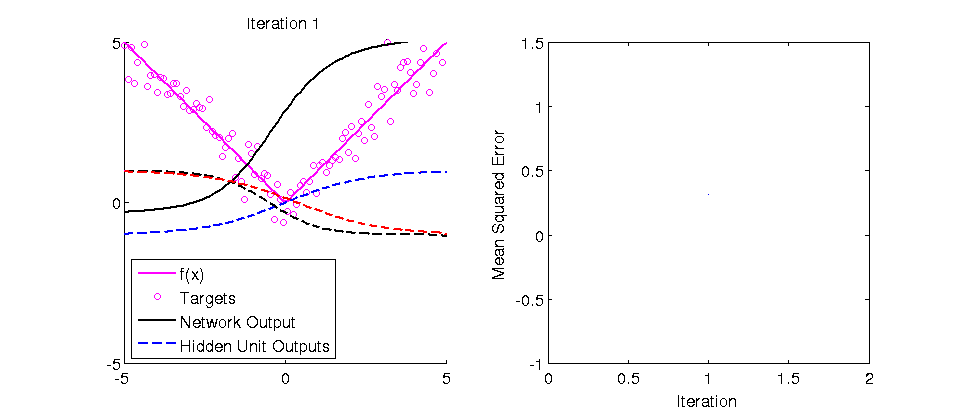 Iteration 1
5
0
-5
-5
0
5
f(x)
Targets
Network Output
Hidden Unit Outputs
Mean Squared Error
1.5
1
0.5
0
-0.5
-1
0
0.5
1
1.5
2
Iteration